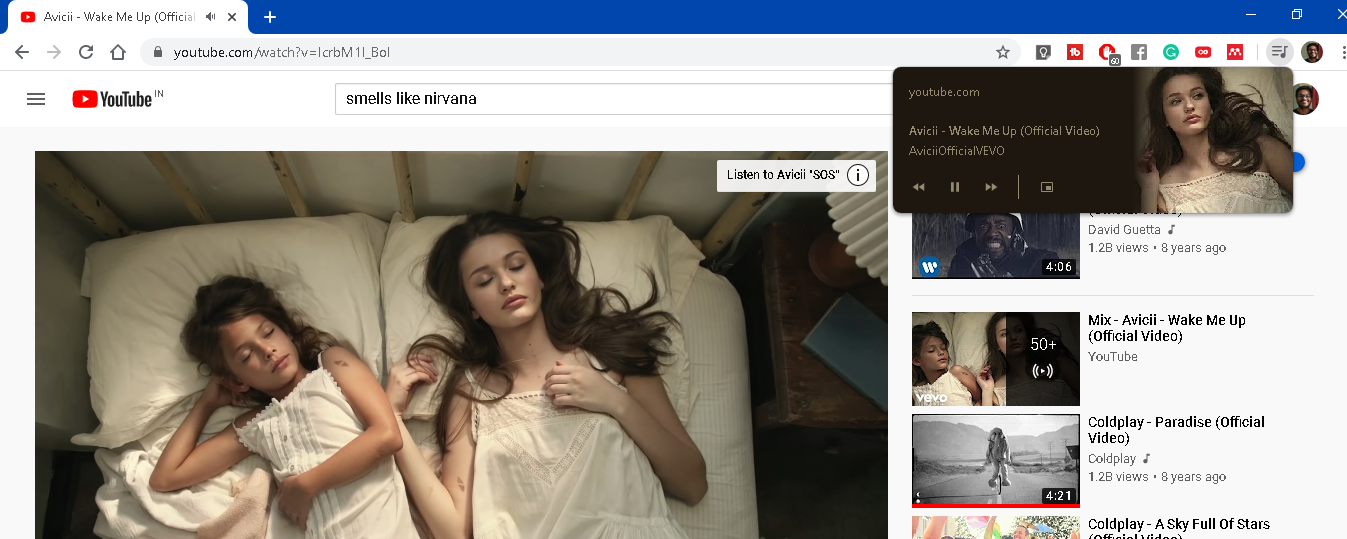 Avicii - Wake Me Up (Official
youtube.com/watch?v=IcrbM1l_BoI
60
YouTube IN
smells like nirvana
youtube.com
Avicii - Wake Me Up (Official Video)
AviciiOfficialVEVO
Listen to Avicii "SOS"
David Guetta
1.2B views • 8 years ago
4:06
Mix - Avicii - Wake Me Up
(Official Video)
YouTube
50+
vevo
Coldplay - Paradise (Official
Video)
Coldplay
1.2B views • 8 years ago
4:21
Coldplay - A Sky Full Of Stars